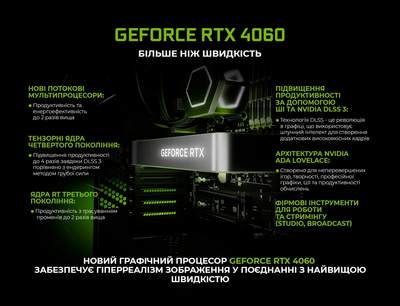 GEFORCE RTX 4060
БІЛЬШЕ НІЖ ШВИДКІСТЬ
НОВІ ПОТОКОВІ
МУЛЬТИПРОЦЕСОРИ:
• Продуктивність та
енергоефективність
до 2 разів вища
ТЕНЗОРНІ ЯДРА
ЧЕТВЕРТОГО ПОКОЛІННЯ:
• Підвищення продуктивності
до 4 разів завдяки DLSS 3
порівняно з ендерингом
методом грубої сили
ЯДРА RT ТРЕТЬОГО
ПОКОЛІННЯ:
• Продуктивність з трасуванням
променів до 2 разів вища
GEFORCE RTX
ПІДВИЩЕННЯ
ПРОДУКТИВНОСТІ
ЗА ДОПОМОГОЮ
ШІ ТА NVIDIA DLSS 3:
• Технологія DLSS - це революція
в графіці, що використовує
штучний інтелект для створення
додаткових високоякісних кадрів
АРХІТЕКТУРА NVIDIA
ADA LOVELACE:
• Створено для неперевершених
ігор, творчості, професійної
графіки, ШІ та продуктивності
обчислень
ФІРМОВІ ІНСТРУМЕНТИ
ДЛЯ РОБОТИ
ТА СТРИМІНГУ
(STUDIO, BROADCAST)
НОВИЙ ГРАФІЧНИЙ ПРОЦЕСОР GEFORCE RTX 4060
ЗАБЕЗПЕЧУЄ ГІПЕРРЕАЛІЗМ ЗОБРАЖЕННЯ У ПОЄДНАННІ З НАЙВИЩОЮ
ШВИДКІСТЮ